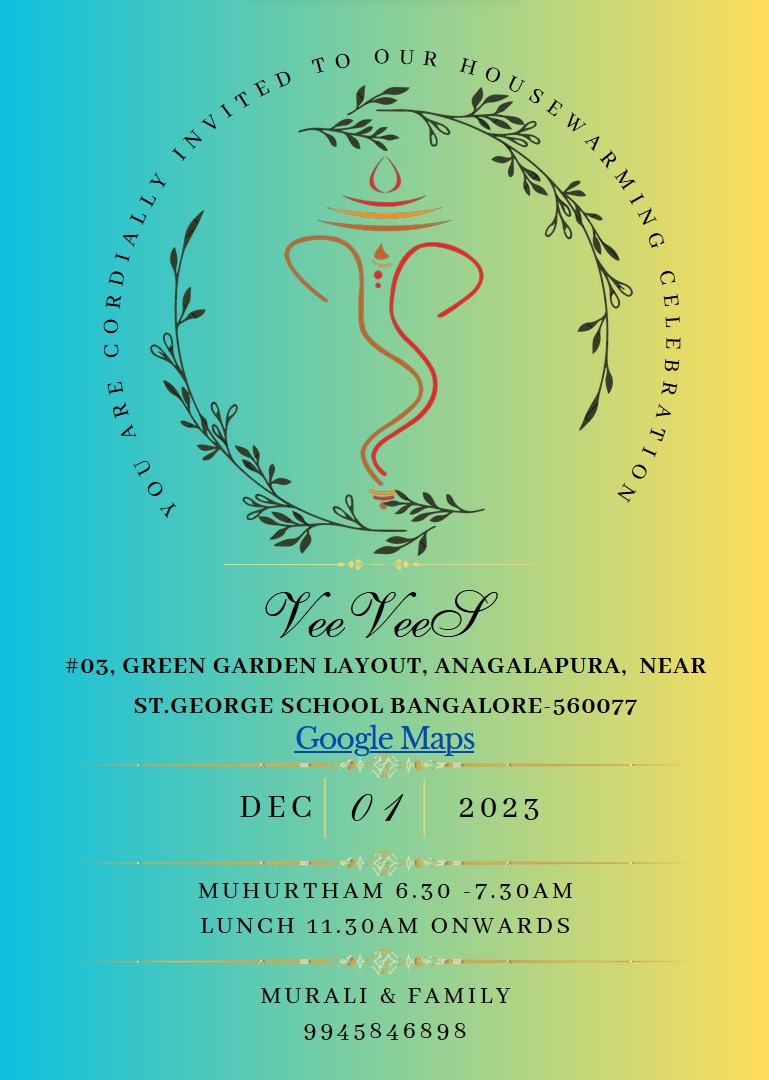 YOU ARE CORDIALLY INVITED TO OUR HOUSEWARMING CELEBRATION
VeeVeeS
#03, GREEN GARDEN LAYOUT, ANAGALAPURA, NEAR
ST.GEORGE SCHOOL BANGALORE-560077
Google Maps
DEC 01 2023
MUHURTHAM 6.30 -7.30AM
LUNCH 11.30AM ONWARDS
MURALI & FAMILY
9945846898